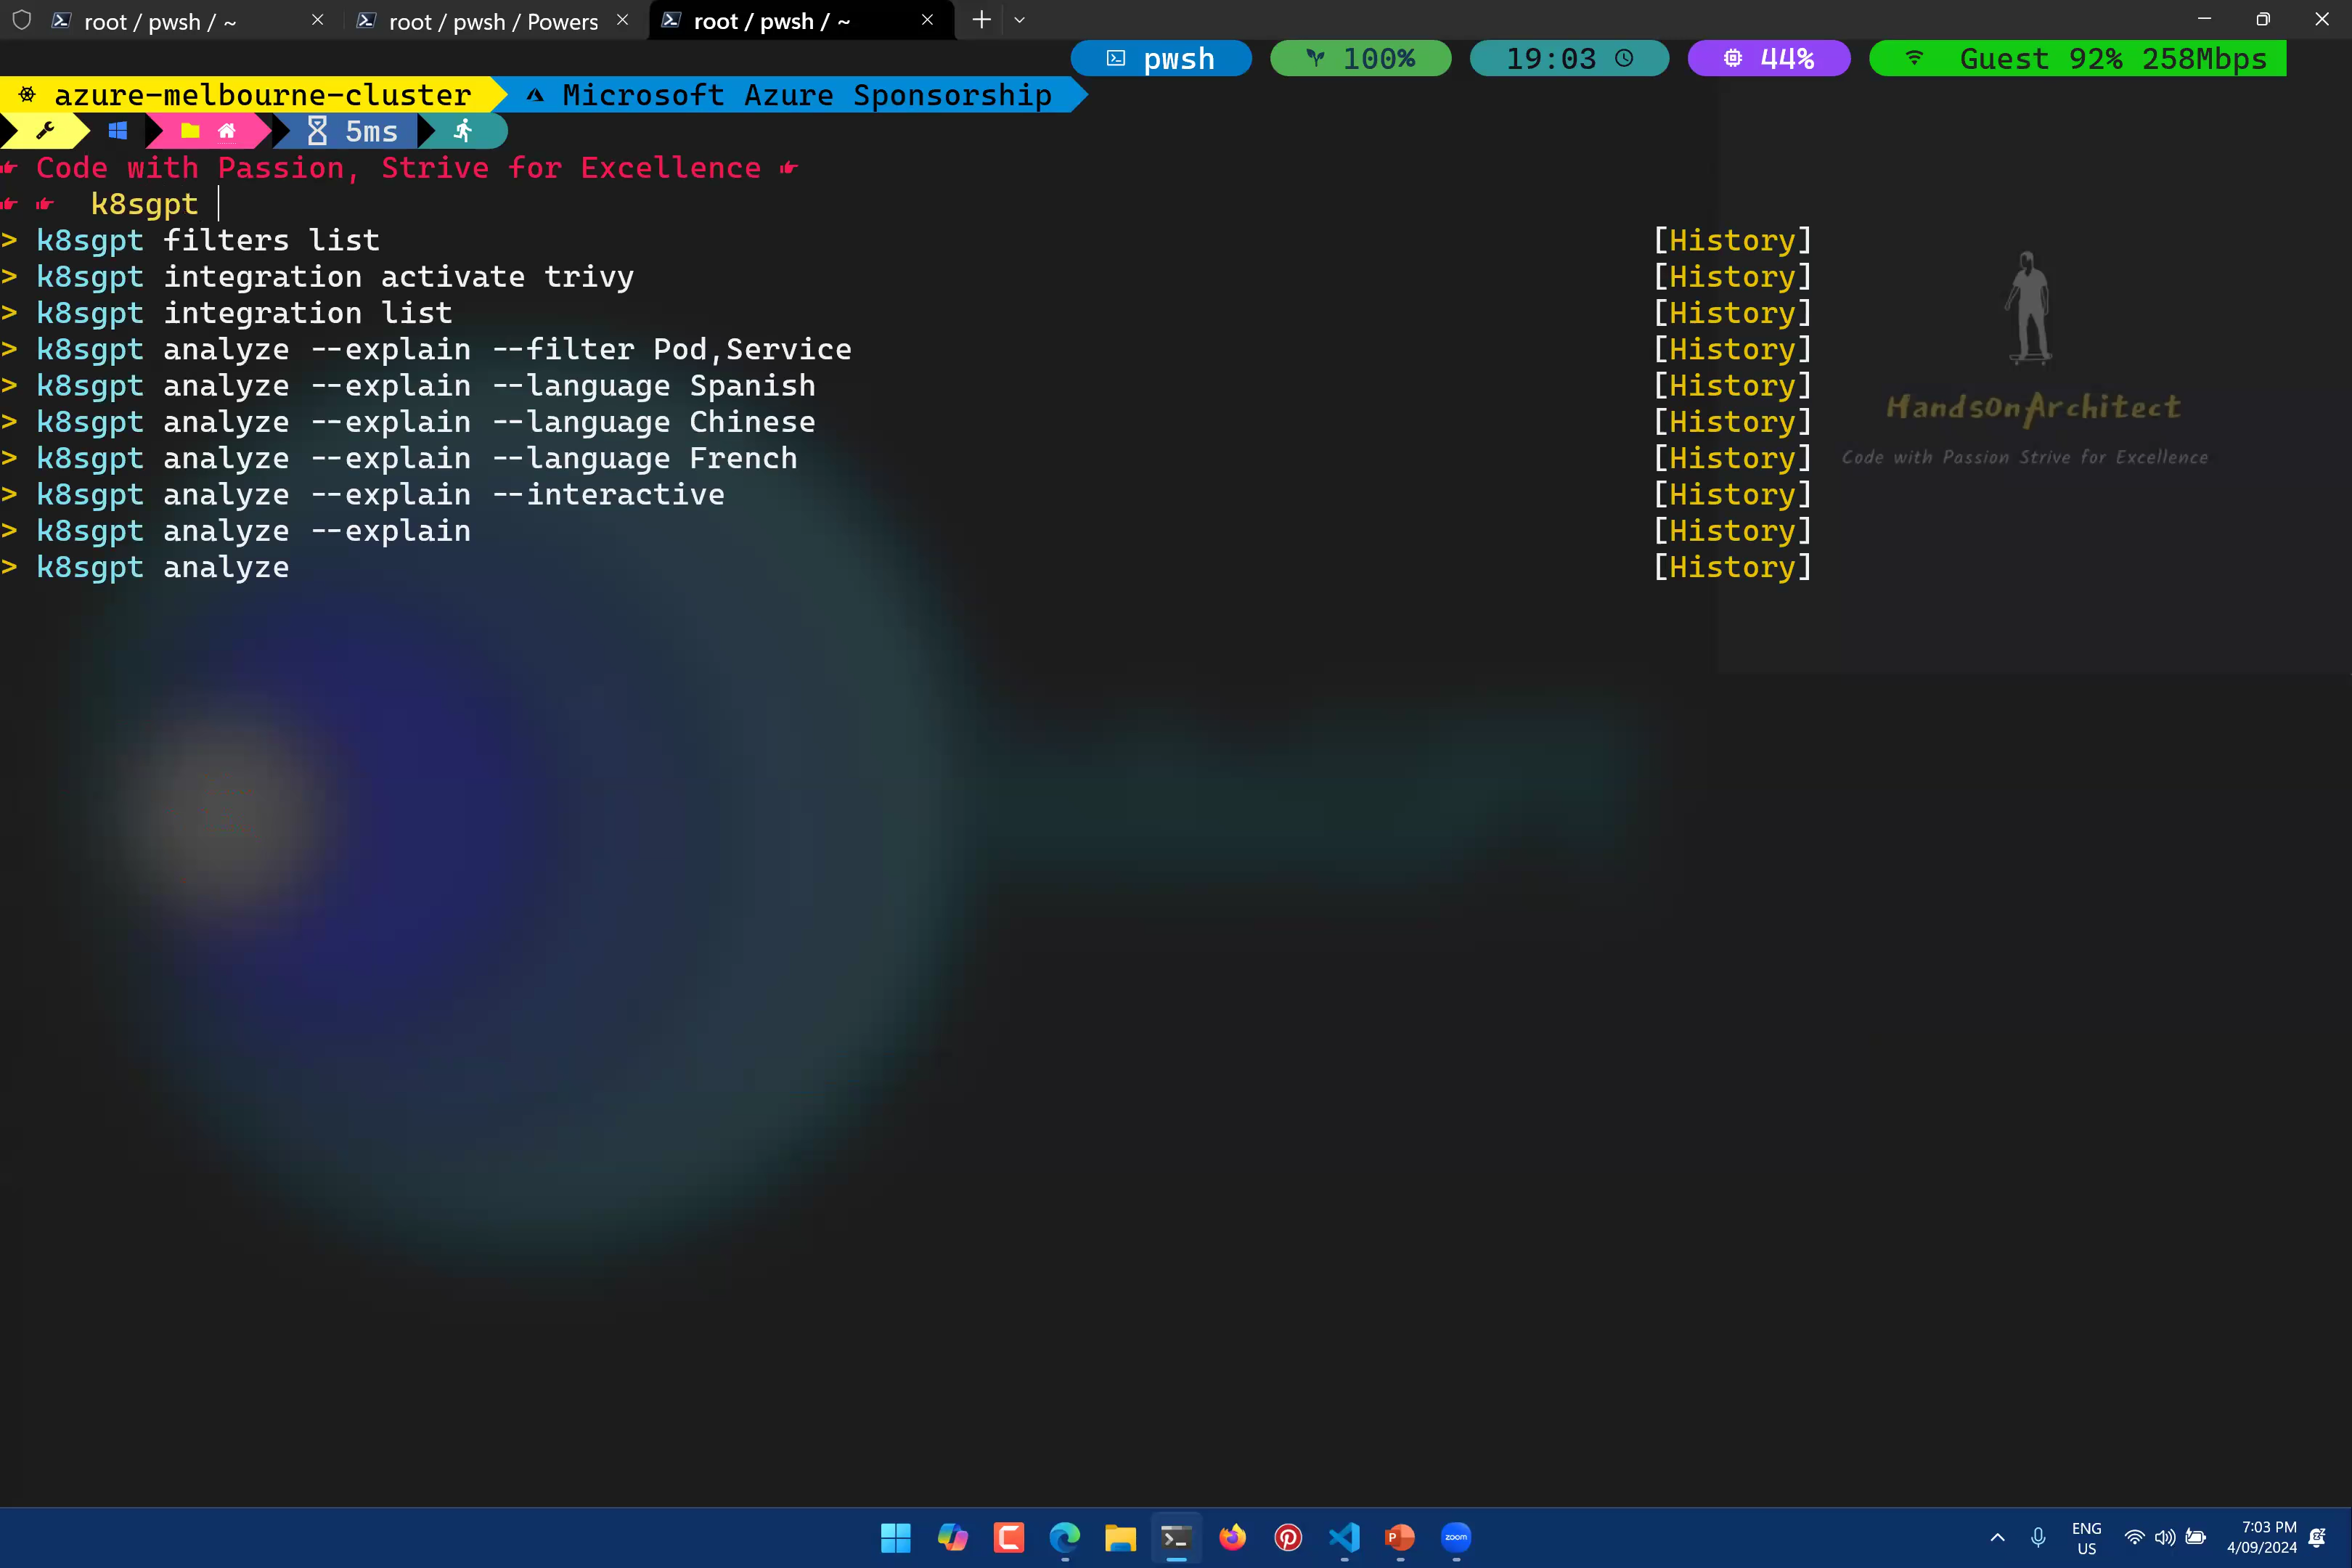 root / pwsh / ~
root / pwsh / Powers
root / pwsh / ~
pwsh 100% 19:03 44% Guest 92% 258Mbps
azure-melbourne-cluster Microsoft Azure Sponsorship
5ms
Code with Passion, Strive for Excellence
k8sgpt
> k8sgpt filters list [History]
> k8sgpt integration activate trivy [History]
> k8sgpt integration list [History]
> k8sgpt analyze --explain --filter Pod,Service [History]
> k8sgpt analyze --explain --language Spanish [History]
> k8sgpt analyze --explain --language Chinese [History]
> k8sgpt analyze --explain --language French [History]
> k8sgpt analyze --explain --interactive [History]
> k8sgpt analyze --explain [History]
> k8sgpt analyze [History]
HandsOnArchitect
Code with Passion Strive for Excellence
zoom
ENG
US
7:03 PM
4/09/2024